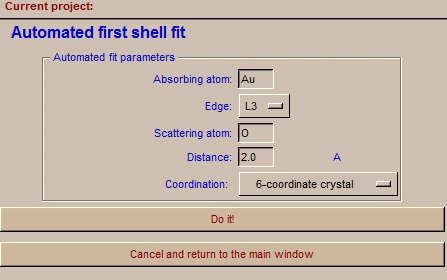 Current project:
Automated first shell fit
Automated fit parameters
Absorbing atom: Au
Edge: L3
Scattering atom: O
Distance: 2.0 A
Coordination: 6-coordinate crystal
Do it!
Cancel and return to the main window